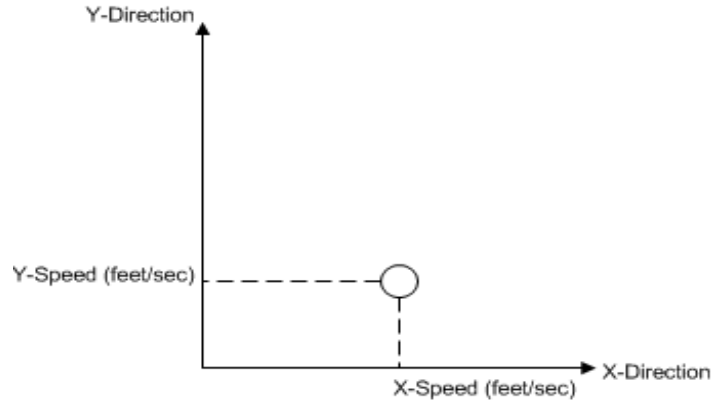 Y-Direction
Y-Speed (feet/sec)
X-Direction
X-Speed (feet/sec)